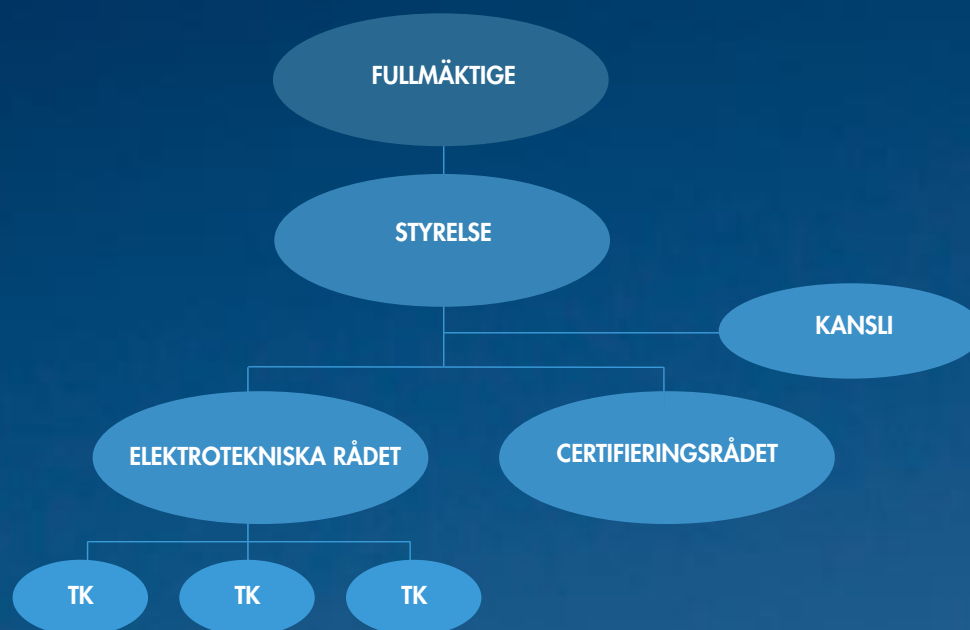 FULLMÄKTIGE
STYRELSE
KANSLI
ELEKTROTEKNISKA RÅDET
CERTIFIERINGSRÅDET
TK
TK
TK